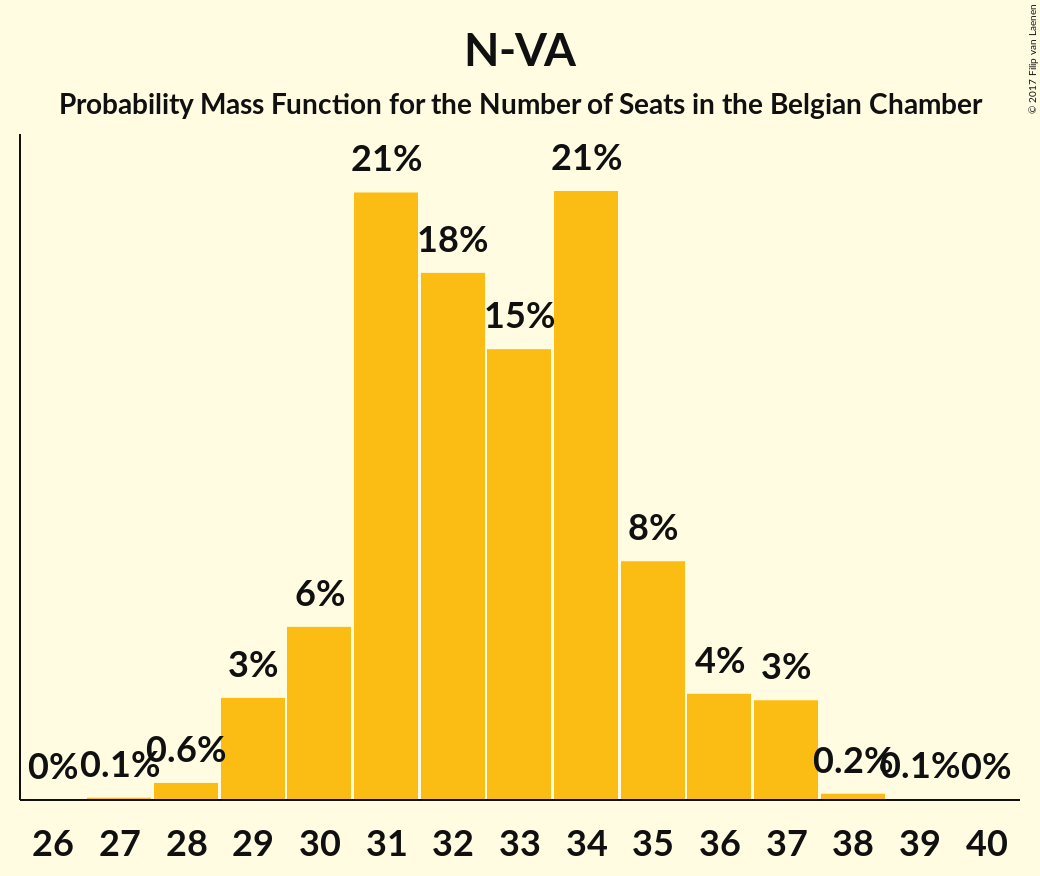 N-VA
Probability Mass Function for the Number of Seats in the Belgian Chamber
© 2017 Filip van Laenen
0% 0.1% 0.6% 3% 6% 21% 18% 15% 21% 8% 4% 3% 0.2% 0.1% 0%
26 27 28 29 30 31 32 33 34 35 36 37 38 39 40